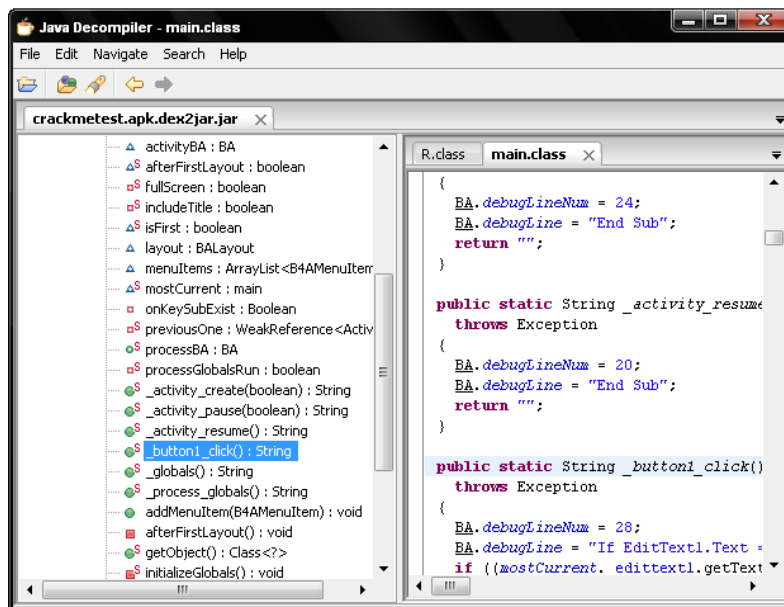 Java Decompiler - main.class
File Edit Navigate Search Help
crackmetest.apk.dex2jar.jar
activityBA : BA
afterFirstLayout : boolean
fullScreen : boolean
includeTitle : boolean
isFirst : boolean
layout : BALayout
menuItems : ArrayList<B4AMenuItem
mostCurrent : main
onKeySubExist : Boolean
previousOne : WeakReference<Activ
processBA : BA
processGlobalsRun : boolean
_activity_create(boolean) : String
_activity_pause(boolean) : String
_activity_resume() : String
_button1_click() : String
_globals() : String
_process_globals() : String
addMenuItem(B4AMenuItem) : void
afterFirstLayout() : void
getObject() : Class<?>
initializeGlobals() : void
R.class main.class
{
BA.debugLineNum = 24;
BA.debugLine = "End Sub";
return "";
}
public static String _activity_resume
throws Exception
{
BA.debugLineNum = 20;
BA.debugLine = "End Sub";
return "";
}
public static String _button1_click()
throws Exception
{
BA.debugLineNum = 28;
BA.debugLine = "If EditText1.Text =
if ((mostCurrent._edittext1.getText